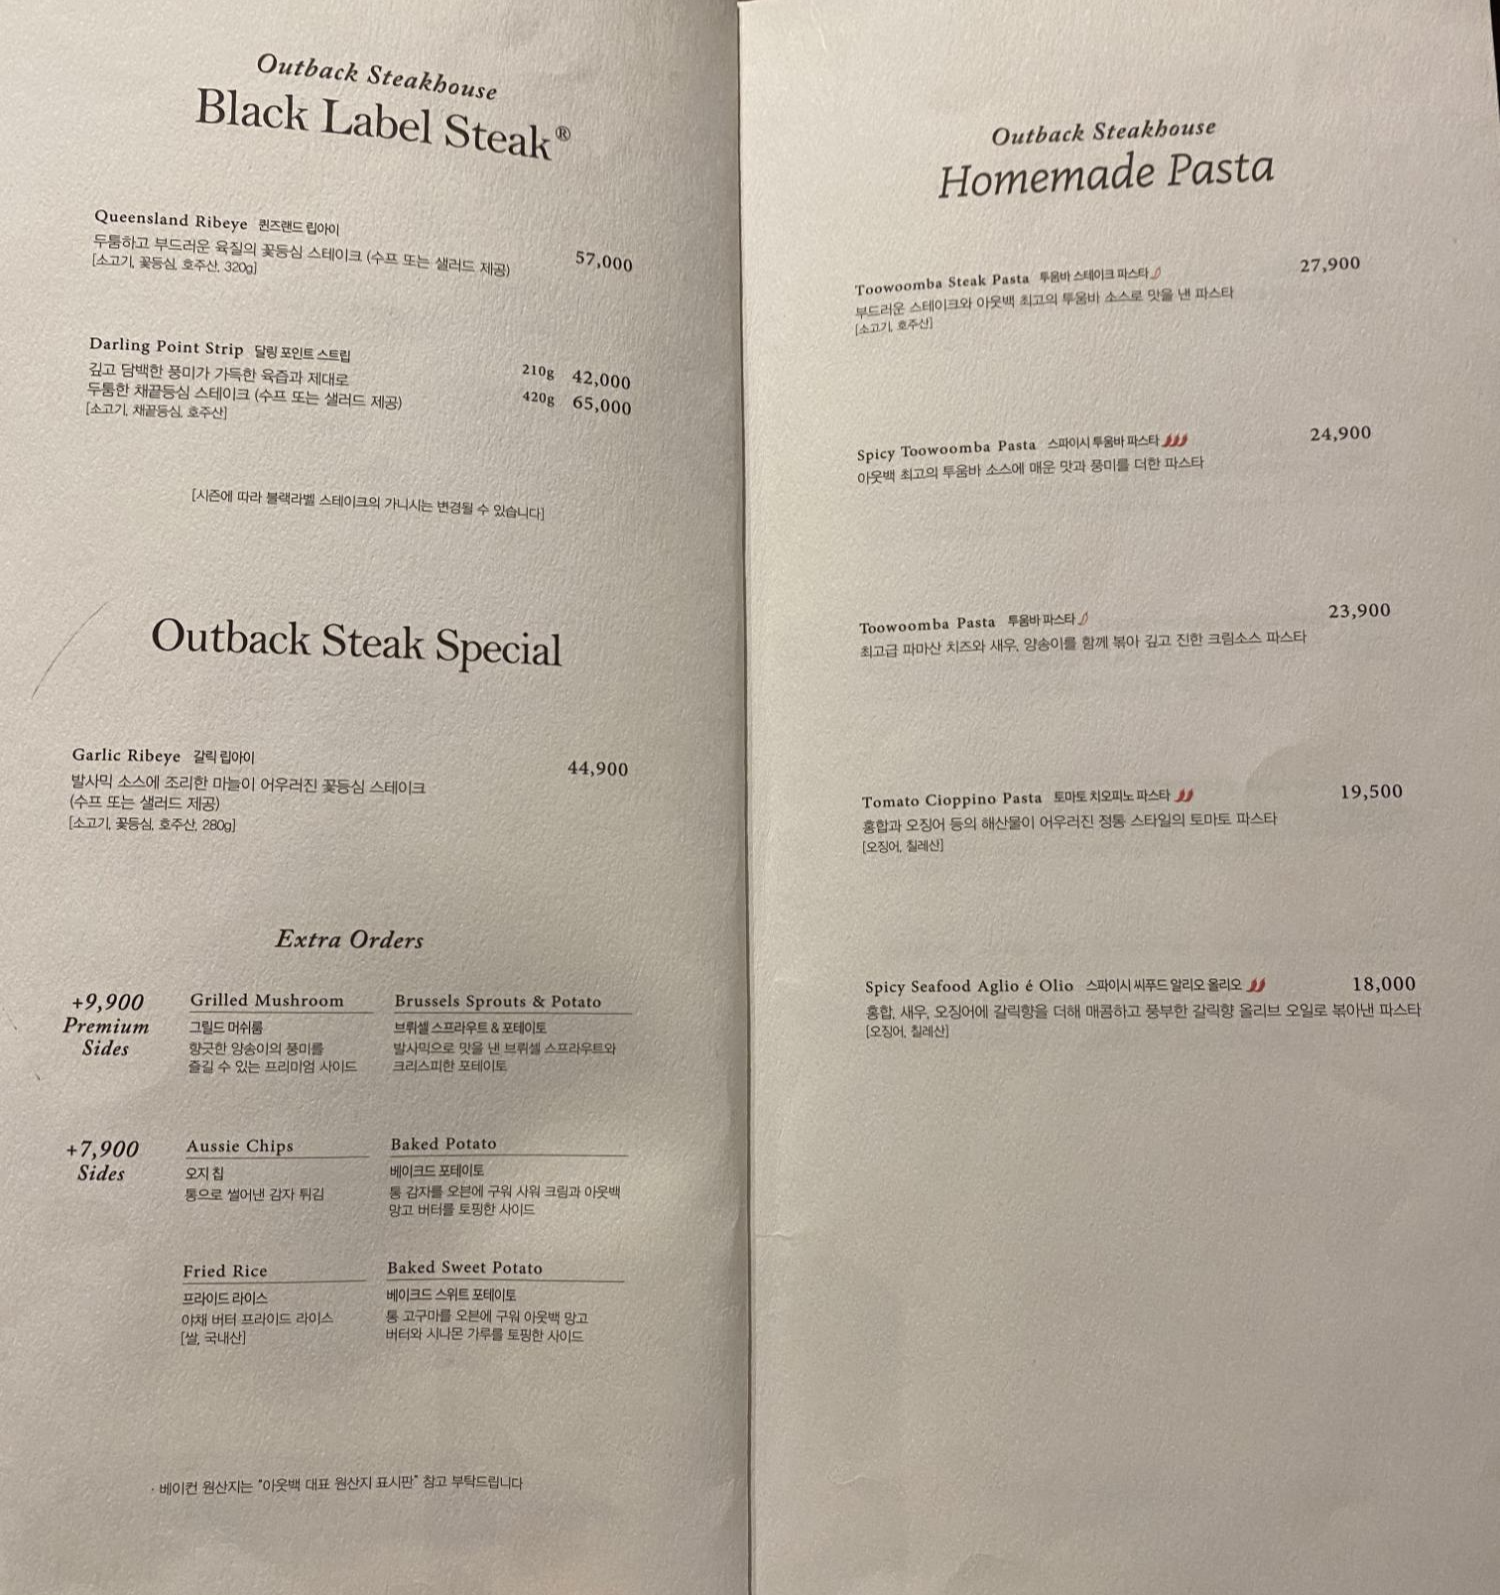 Outback Steakhouse
Black Label Steak®
Queensland Ribeye 퀸즈랜드 립아이
두툼하고 부드러운 육질의 꽃등심 스테이크 (수프 또는 샐러드 제공) 57,000
[소고기, 꽃등심, 호주산, 320g]
Darling Point Strip 달링 포인트 스트립
깊고 담백한 풍미가 가득한 육즙과 제대로 210g 42,000
두툼한 채끝등심 스테이크 (수프 또는 샐러드 제공) 420g 65,000
[소고기, 채끝등심, 호주산]
[시즌에 따라 블랙라벨 스테이크의 가니시는 변경될 수 있습니다]
Outback Steak Special
Garlic Ribeye 갈릭 립아이 44,900
발사믹 소스에 조리한 마늘이 어우러진 꽃등심 스테이크
(수프 또는 샐러드 제공)
[소고기, 꽃등심, 호주산, 280g]
Extra Orders
+9,900
Premium
Sides
Grilled Mushroom
그릴드 머쉬룸
향긋한 양송이의 풍미를
즐길 수 있는 프리미엄 사이드
Brussels Sprouts & Potato
브뤼셀 스프라우트 & 포테이토
발사믹으로 맛을 낸 브뤼셀 스프라우트와
크리스피한 포테이토
+7,900
Sides
Aussie Chips
오지 칩
통으로 썰어낸 감자 튀김
Baked Potato
베이크드 포테이토
통 감자를 오븐에 구워 사워 크림과 아웃백
망고 버터를 토핑한 사이드
Fried Rice
프라이드 라이스
야채 버터 프라이드 라이스
[쌀, 국내산]
Baked Sweet Potato
베이크드 스위트 포테이토
통 고구마를 오븐에 구워 아웃백 망고
버터와 시나몬 가루를 토핑한 사이드
· 베이컨 원산지는 "아웃백 대표 원산지 표시판" 참고 부탁드립니다
Outback Steakhouse
Homemade Pasta
Toowoomba Steak Pasta 투움바 스테이크 파스타 27,900
부드러운 스테이크와 아웃백 최고의 투움바 소스로 맛을 낸 파스타
[소고기, 호주산]
Spicy Toowoomba Pasta 스파이시 투움바 파스타 24,900
아웃백 최고의 투움바 소스에 매운 맛과 풍미를 더한 파스타
Toowoomba Pasta 투움바 파스타 23,900
최고급 파마산 치즈와 새우, 양송이를 함께 볶아 깊고 진한 크림소스 파스타
Tomato Cioppino Pasta 토마토 치오피노 파스타 19,500
홍합과 오징어 등의 해산물이 어우러진 정통 스타일의 토마토 파스타
[오징어, 칠레산]
Spicy Seafood Aglio é Olio 스파이시 씨푸드 알리오 올리오 18,000
홍합, 새우, 오징어에 갈릭향을 더해 매콤하고 풍부한 갈릭향 올리브 오일로 볶아낸 파스타
[오징어, 칠레산]